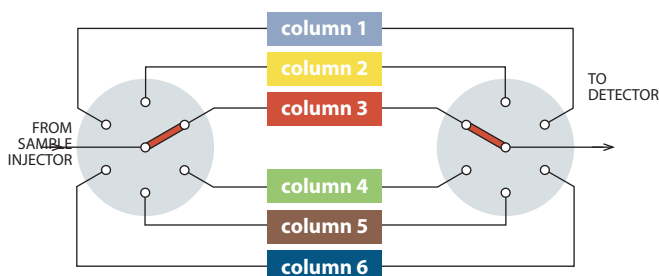 column 1
column 2
column 3
FROM
SAMPLE
INJECTOR
TO
DETECTOR
column 4
column 5
column 6